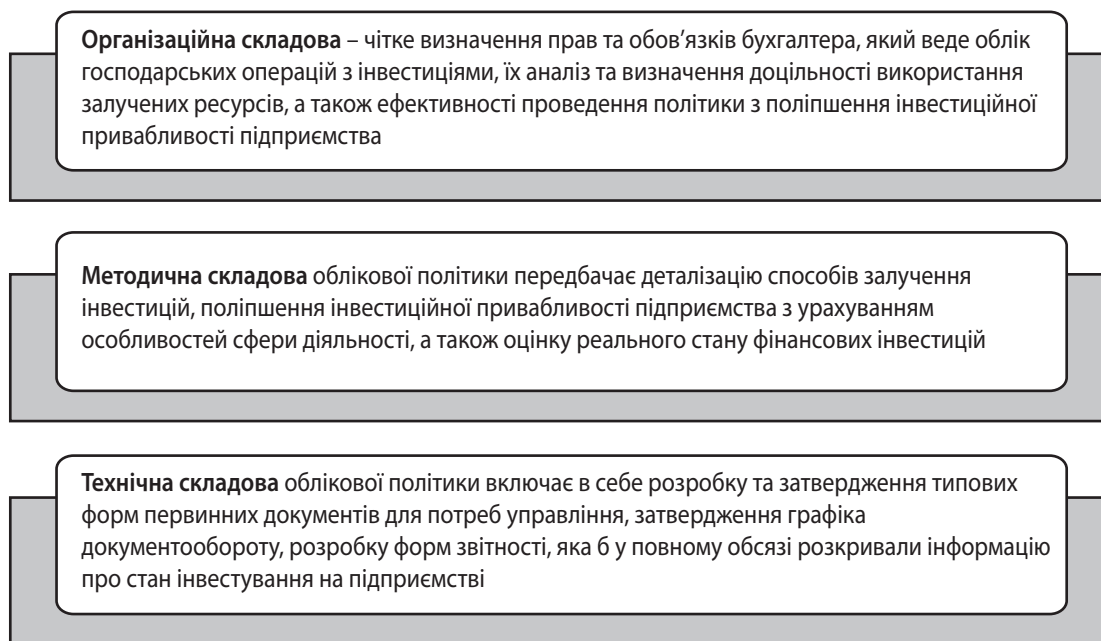 Організаційна складова – чітке визначення прав та обов’язків бухгалтера, який веде облік
господарських операцій з інвестиціями, їх аналіз та визначення доцільності використання
залучених ресурсів, а також ефективності проведення політики з поліпшення інвестиційної
привабливості підприємства
Методична складова облікової політики передбачає деталізацію способів залучення
інвестицій, поліпшення інвестиційної привабливості підприємства з урахуванням
особливостей сфери діяльності, а також оцінку реального стану фінансових інвестицій
Технічна складова облікової політики включає в себе розробку та затвердження типових
форм первинних документів для потреб управління, затвердження графіка
документообороту, розробку форм звітності, яка б у повному обсязі розкривали інформацію
про стан інвестування на підприємстві